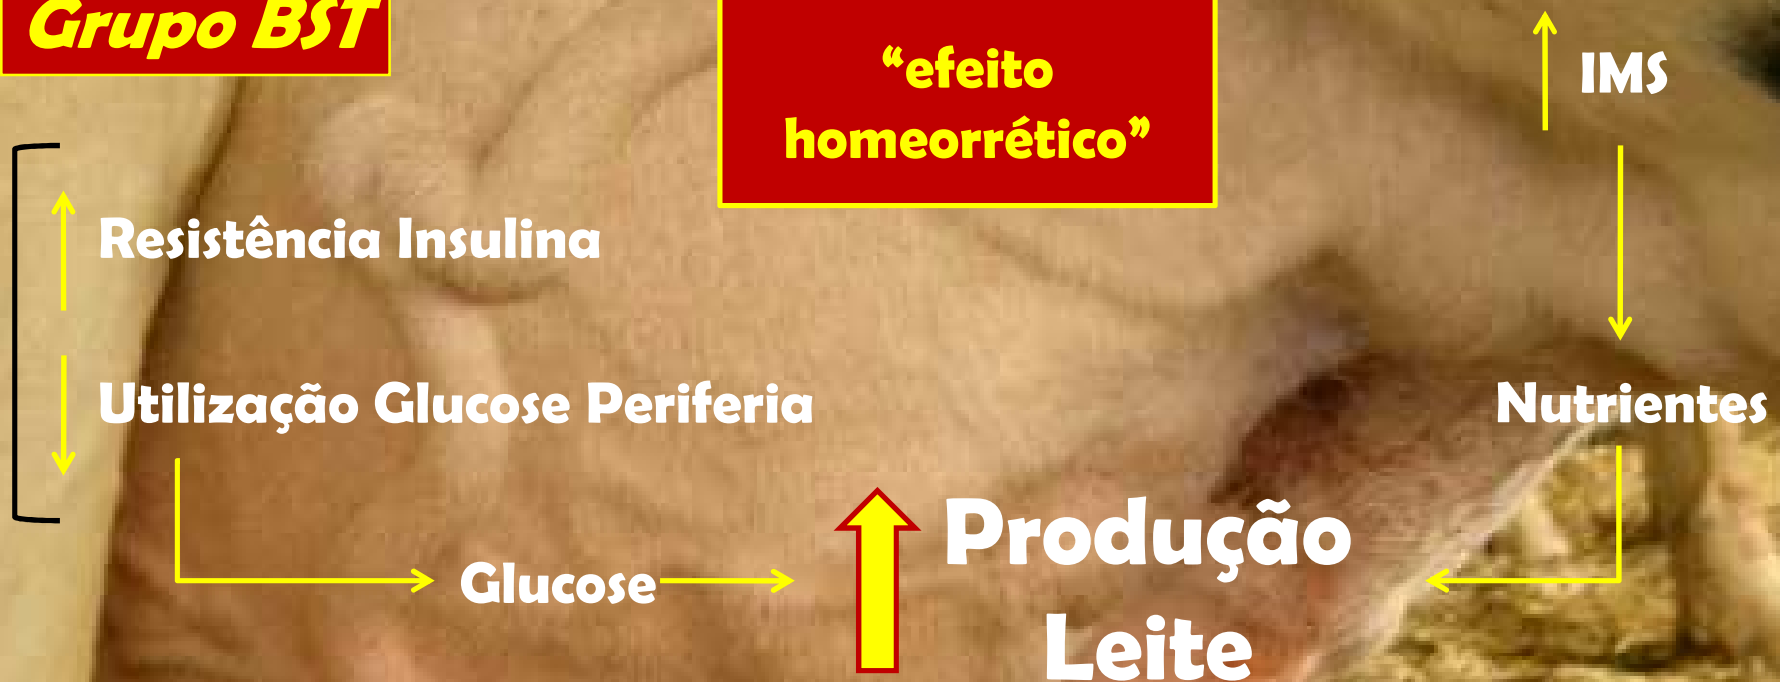 Grupo BST
“efeito
homeorrético”
IMS
Resistência Insulina
Utilização Glucose Periferia
Nutrientes
Glucose
Produção
Leite